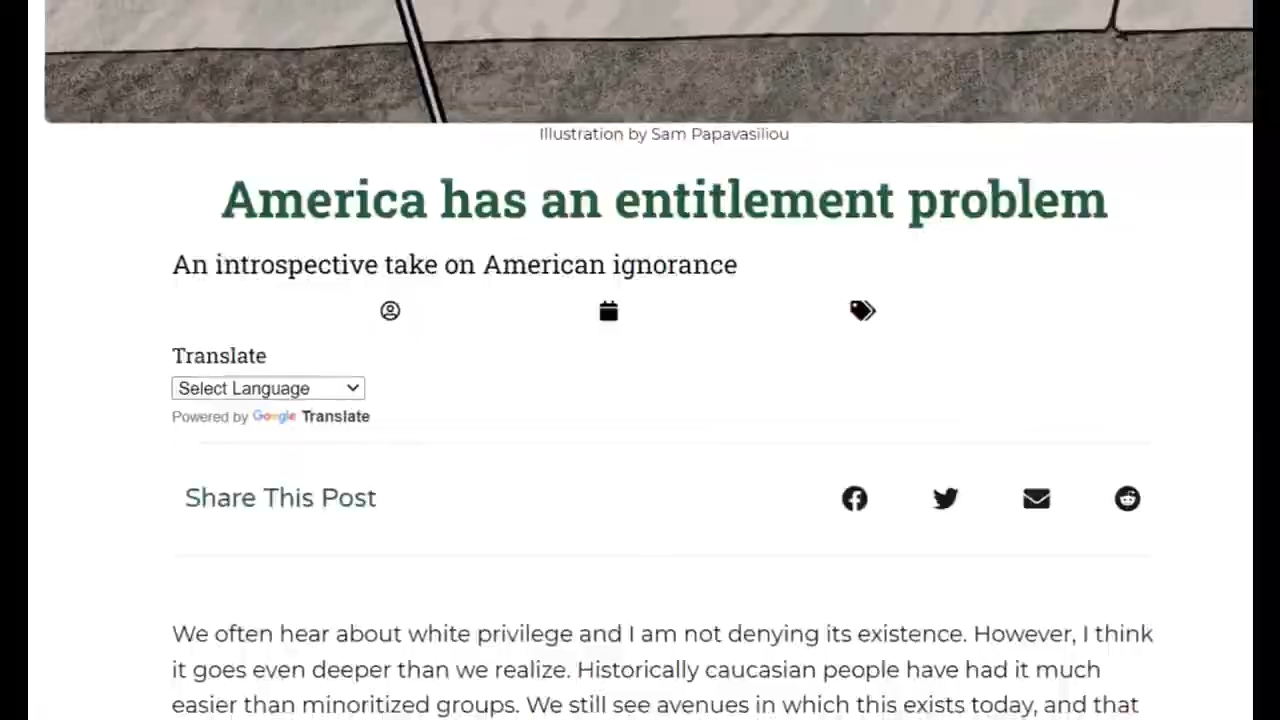 Illustration by Sam Papavasiliou
America has an entitlement problem
An introspective take on American ignorance
Translate
Select Language
Powered by Google Translate
Share This Post
We often hear about white privilege and I am not denying its existence. However, I think
it goes even deeper than we realize. Historically caucasian people have had it much
easier than minoritized groups. We still see avenues in which this exists today, and that